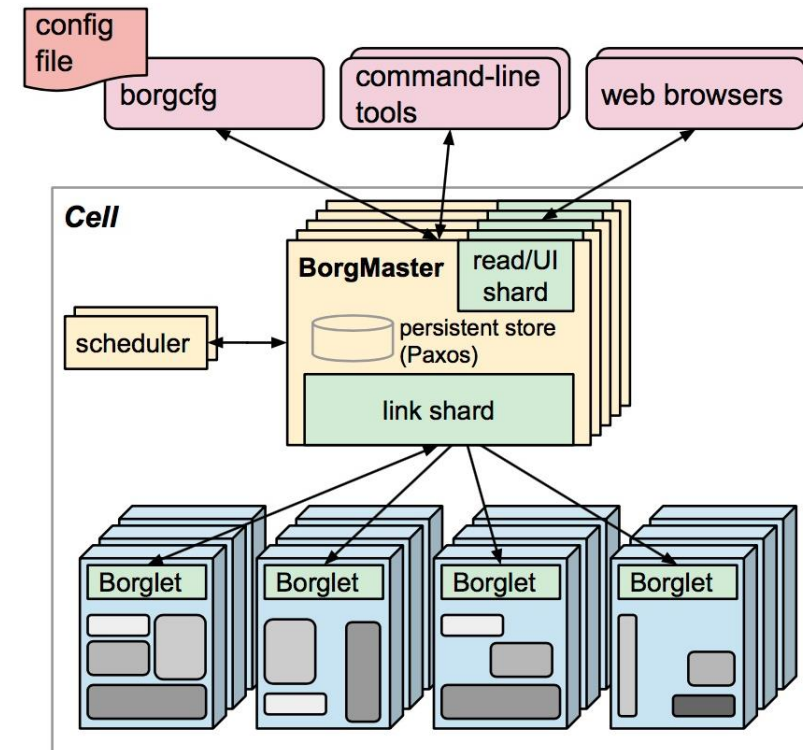 config
file
borgcfg
command-line
tools
web browsers
Cell
BorgMaster
read/UI
shard
persistent store
(Paxos)
scheduler
link shard
Borglet
Borglet
Borglet
Borglet